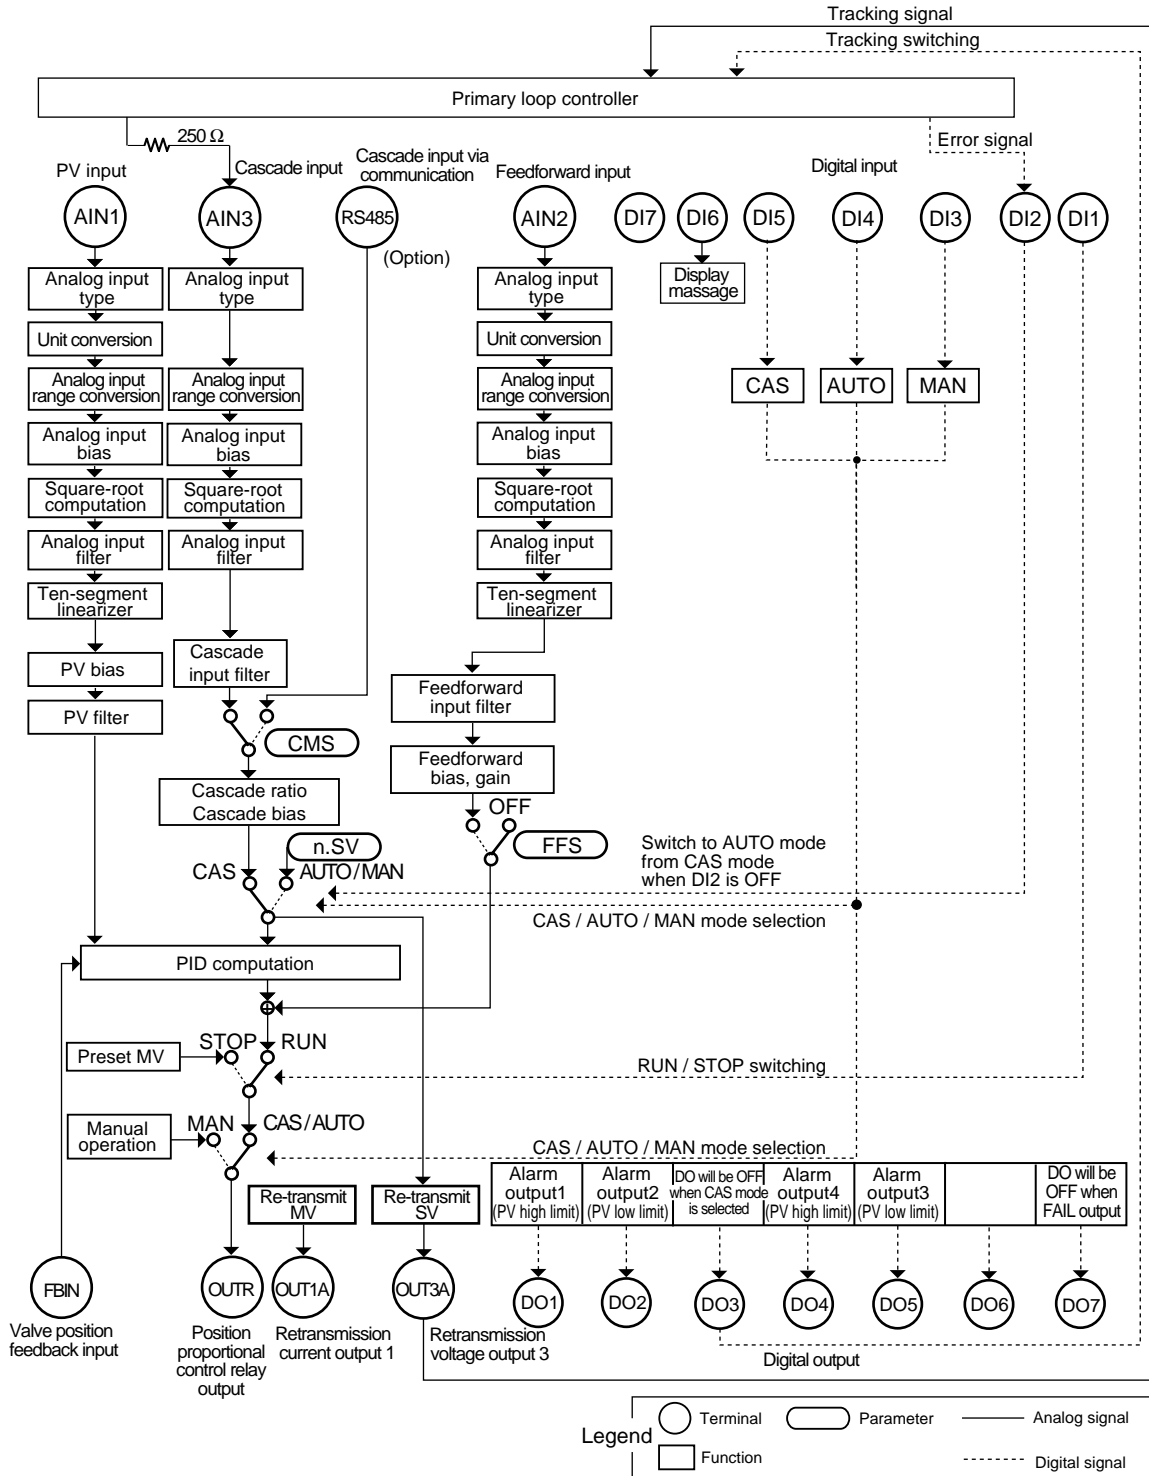 Tracking signal
Tracking switching
Primary loop controller
250 Ω
Error signal
PV input
Cascade input
Cascade input via
communication
Feedforward input
Digital input
AIN1
AIN3
RS485
AIN2
DI7
DI6
DI5
DI4
DI3
DI2
DI1
(Option)
Analog input
type
Analog input
type
Analog input
type
Display
massage
Unit conversion
Unit conversion
Analog input
range conversion
Analog input
range conversion
Analog input
range conversion
CAS
AUTO
MAN
Analog input
bias
Analog input
bias
Analog input
bias
Square-root
computation
Square-root
computation
Square-root
computation
Analog input
filter
Analog input
filter
Analog input
filter
Ten-segment
linearizer
Ten-segment
linearizer
PV bias
Cascade
input filter
Feedforward
input filter
PV filter
CMS
Feedforward
bias, gain
Cascade ratio
Cascade bias
OFF
FFS
n.SV
CAS
AUTO/MAN
Switch to AUTO mode
from CAS mode
when DI2 is OFF
CAS / AUTO / MAN mode selection
PID computation
STOP
RUN
Preset MV
RUN / STOP switching
MAN
CAS/AUTO
Manual
operation
CAS / AUTO / MAN mode selection
Re-transmit
MV
Re-transmit
SV
Alarm
output1
(PV high limit)
Alarm
output2
(PV low limit)
DO will be OFF
when CAS mode
is selected
Alarm
output4
(PV high limit)
Alarm
output3
(PV low limit)
DO will be
OFF when
FAIL output
FBIN
OUTR
OUT1A
OUT3A
DO1
DO2
DO3
DO4
DO5
DO6
DO7
Valve position
feedback input
Position
proportional
control relay
output
Retransmission
current output 1
Retransmission
voltage output 3
Digital output
Legend
Terminal
Parameter
Analog signal
Function
Digital signal